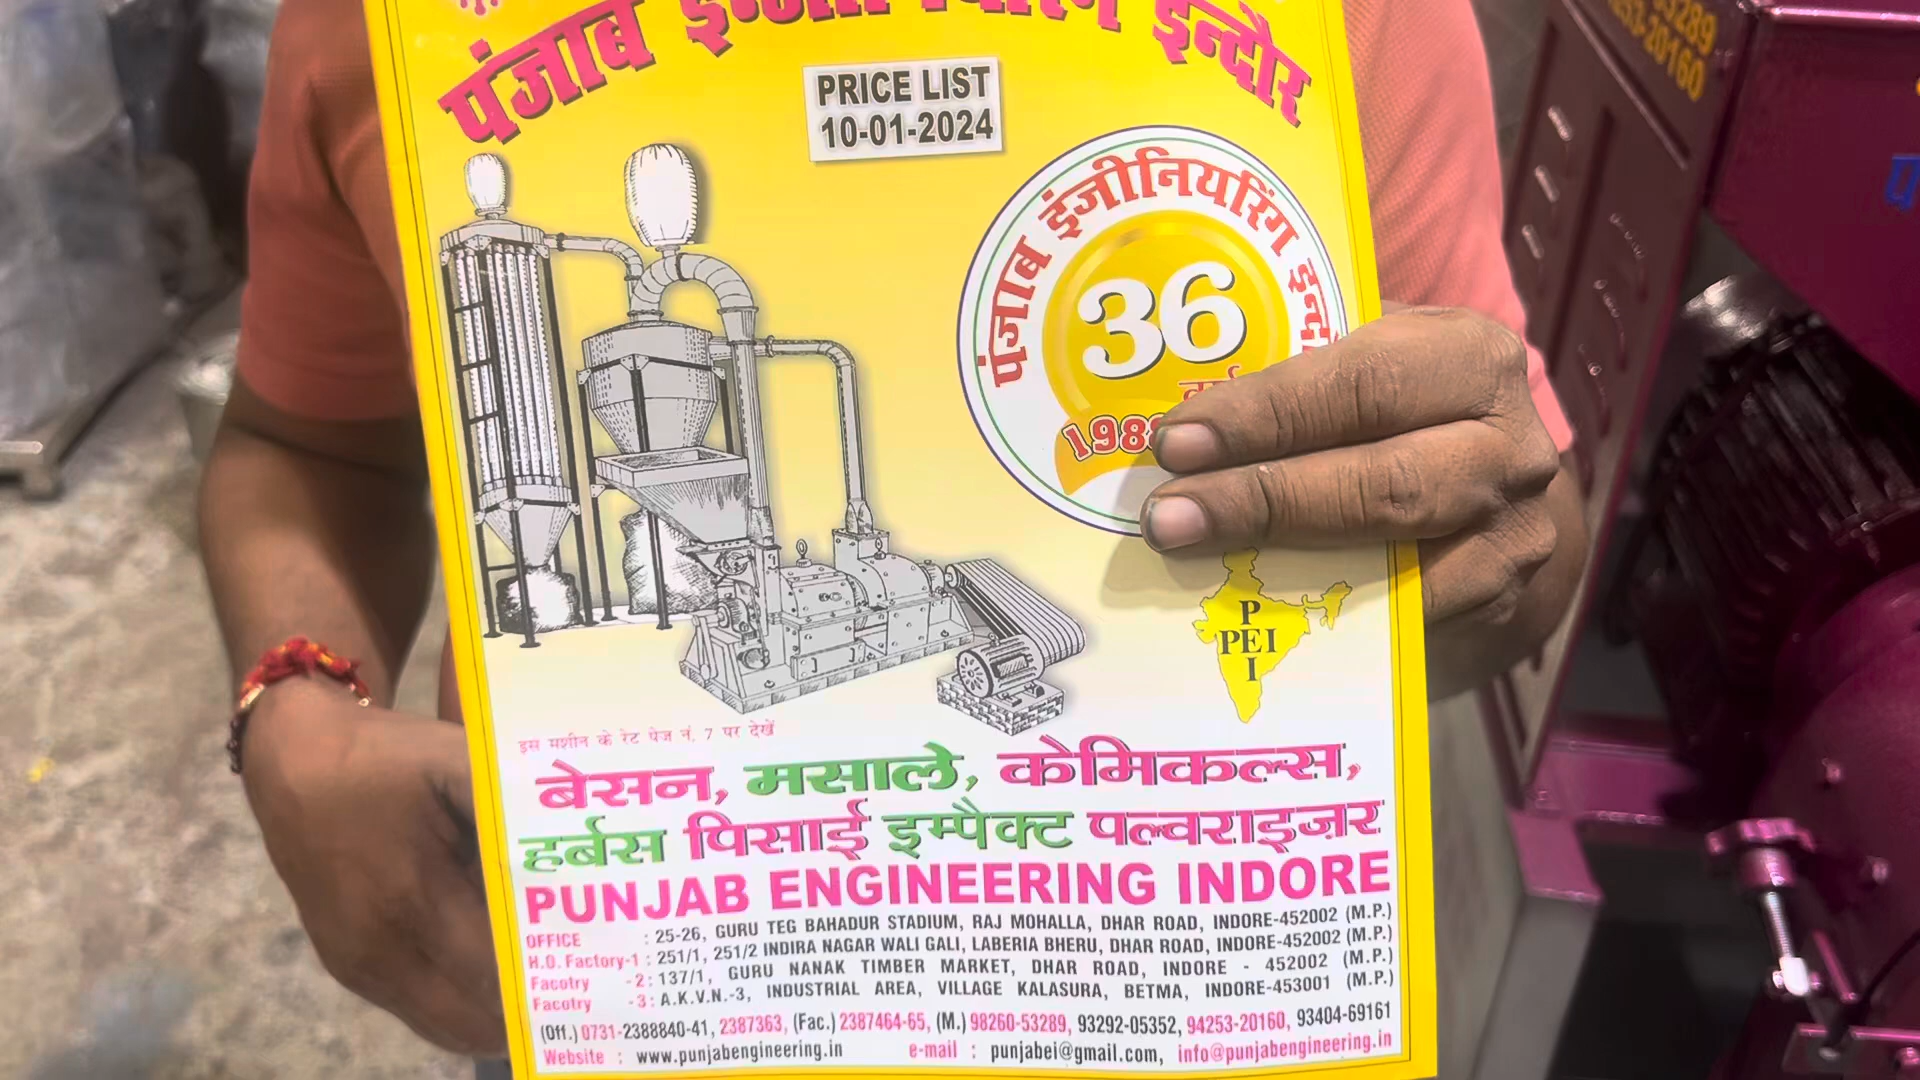 पंजाब इन्जीनियरिंग इन्दौर
PRICE LIST
10-01-2024
पंजाब इंजीनियरिंग
36
P
PEI
I
इस मशीन के रेट पेज नं. 7 पर देखें
बेसन, मसाले, केमिकल्स,
हर्बस पिसाई इम्पैक्ट पल्वराइजर
PUNJAB ENGINEERING INDORE
OFFICE : 25-26, GURU TEG BAHADUR STADIUM, RAJ MOHALLA, DHAR ROAD, INDORE-452002 (M.P.)
H.O. Factory-1 : 251/1, 251/2 INDIRA NAGAR WALI GALI, LABERIA BHERU, DHAR ROAD, INDORE-452002 (M.P.)
Facotry -2 : 137/1, GURU NANAK TIMBER MARKET, DHAR ROAD, INDORE - 452002 (M.P.)
Facotry -3 : A.K.V.N.-3, INDUSTRIAL AREA, VILLAGE KALASURA, BETMA, INDORE-453001 (M.P.)
(Off.) 0731-2388840-41, 2387363, (Fac.) 2387464-65, (M.) 98260-53289, 93292-05352, 94253-20160, 93404-69161
Website : www.punjabengineering.in e-mail : punjabei@gmail.com, info@punjabengineering.in